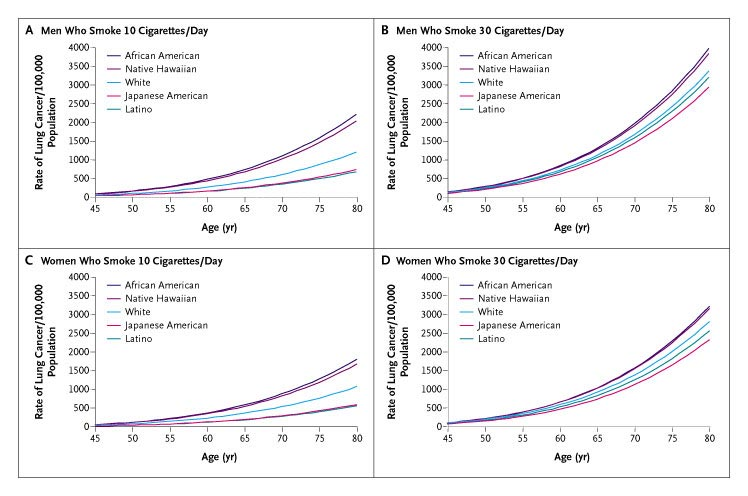 A Men Who Smoke 10 Cigarettes/Day
Rate of Lung Cancer/100,000
Population
4000
3500
3000
2500
2000
1500
1000
500
0
African American
Native Hawaiian
White
Japanese American
Latino
45 50 55 60 65 70 75 80
Age (yr)
B Men Who Smoke 30 Cigarettes/Day
Rate of Lung Cancer/100,000
Population
4000
3500
3000
2500
2000
1500
1000
500
0
African American
Native Hawaiian
White
Japanese American
Latino
45 50 55 60 65 70 75 80
Age (yr)
C Women Who Smoke 10 Cigarettes/Day
Rate of Lung Cancer/100,000
Population
4000
3500
3000
2500
2000
1500
1000
500
0
African American
Native Hawaiian
White
Japanese American
Latino
45 50 55 60 65 70 75 80
Age (yr)
D Women Who Smoke 30 Cigarettes/Day
Rate of Lung Cancer/100,000
Population
4000
3500
3000
2500
2000
1500
1000
500
0
African American
Native Hawaiian
White
Japanese American
Latino
45 50 55 60 65 70 75 80
Age (yr)